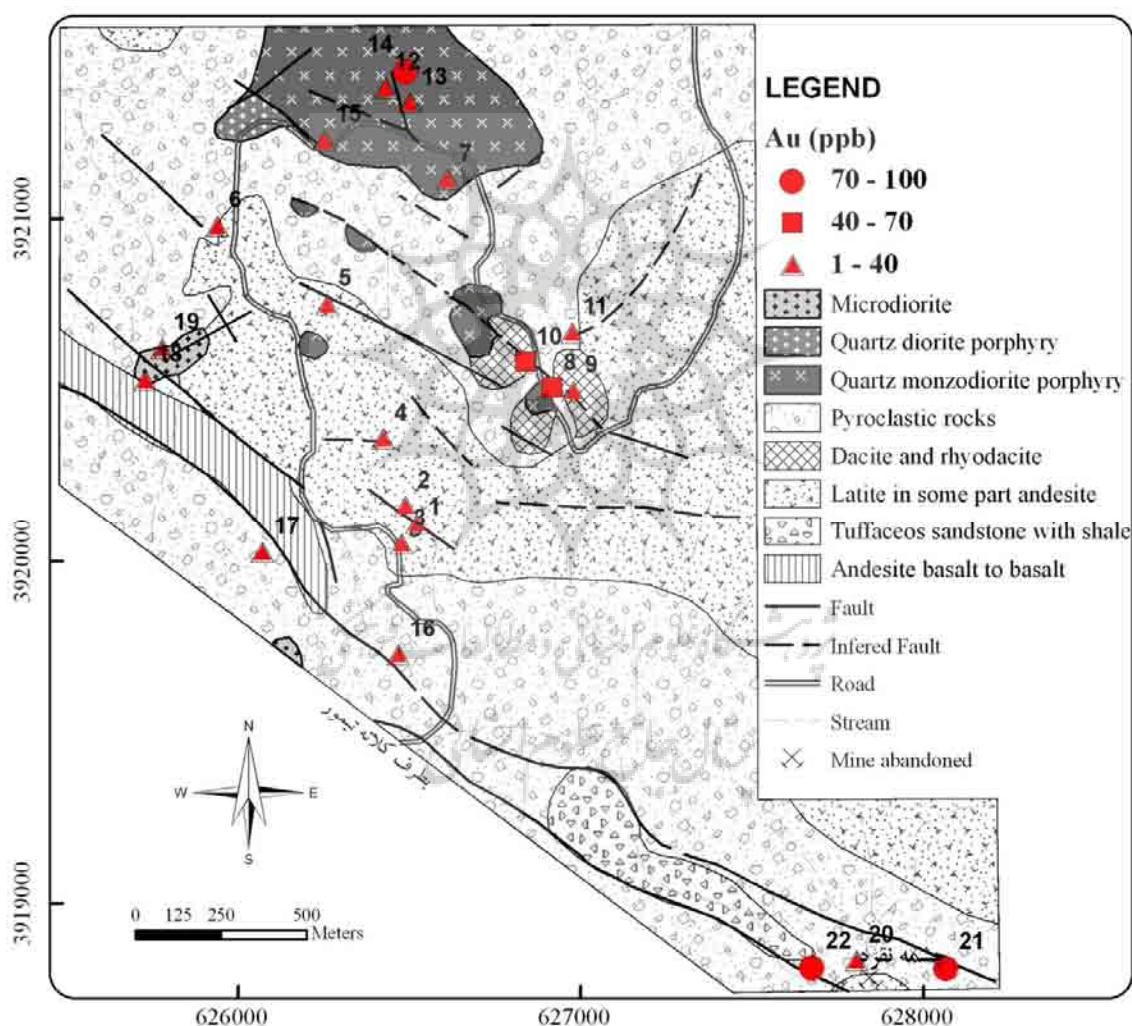 LEGEND
Au (ppb)
70 - 100
40 - 70
1 - 40
Microdiorite
Quartz diorite porphyry
Quartz monzodiorite porphyry
Pyroclastic rocks
Dacite and rhyodacite
Latite in some part andesite
Tuffaceos sandstone with shale
Andesite basalt to basalt
Fault
Infered Fault
Road
Stream
Mine abandoned
3921000
3920000
3919000
626000
627000
628000
14
12
13
15
7
6
5
11
19
18
10
8
9
4
2
1
3
17
16
22
20
21
بطرف کلاته تیمور
N
W
E
S
0 125 250 500
Meters